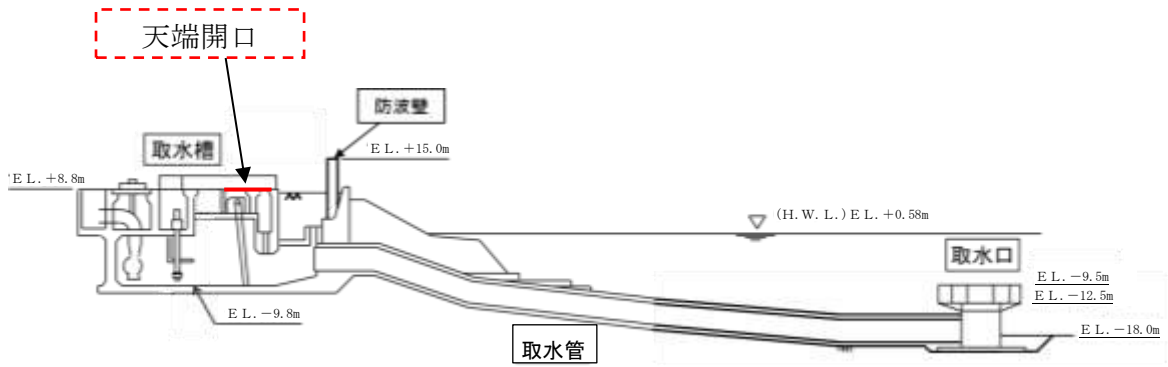 天端開口
防波壁
取水槽
EL.+15.0m
EL.+8.8m
(H.W.L.)EL.+0.58m
取水口
EL.-9.5m
EL.-12.5m
EL.-9.8m
EL.-18.0m
取水管